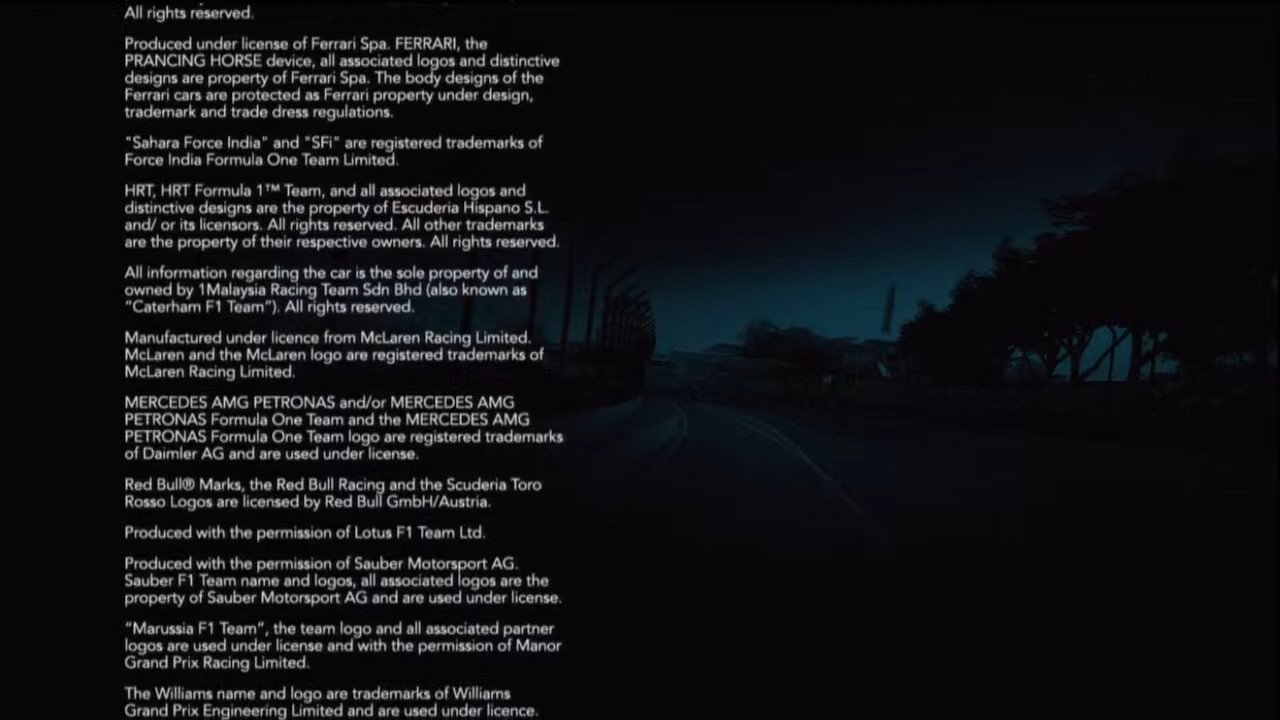 All rights reserved.
Produced under license of Ferrari Spa. FERRARI, the
PRANCING HORSE device, all associated logos and distinctive
designs are property of Ferrari Spa. The body designs of the
Ferrari cars are protected as Ferrari property under design,
trademark and trade dress regulations.
"Sahara Force India" and "SFi" are registered trademarks of
Force India Formula One Team Limited.
HRT, HRT Formula 1™ Team, and all associated logos and
distinctive designs are the property of Escuderia Hispano S.L.
and/ or its licensors. All rights reserved. All other trademarks
are the property of their respective owners. All rights reserved.
All information regarding the car is the sole property of and
owned by 1Malaysia Racing Team Sdn Bhd (also known as
“Caterham F1 Team”). All rights reserved.
Manufactured under licence from McLaren Racing Limited.
McLaren and the McLaren logo are registered trademarks of
McLaren Racing Limited.
MERCEDES AMG PETRONAS and/or MERCEDES AMG
PETRONAS Formula One Team and the MERCEDES AMG
PETRONAS Formula One Team logo are registered trademarks
of Daimler AG and are used under license.
Red Bull® Marks, the Red Bull Racing and the Scuderia Toro
Rosso Logos are licensed by Red Bull GmbH/Austria.
Produced with the permission of Lotus F1 Team Ltd.
Produced with the permission of Sauber Motorsport AG.
Sauber F1 Team name and logos, all associated logos are the
property of Sauber Motorsport AG and are used under license.
“Marussia F1 Team”, the team logo and all associated partner
logos are used under license and with the permission of Manor
Grand Prix Racing Limited.
The Williams name and logo are trademarks of Williams
Grand Prix Engineering Limited and are used under licence.